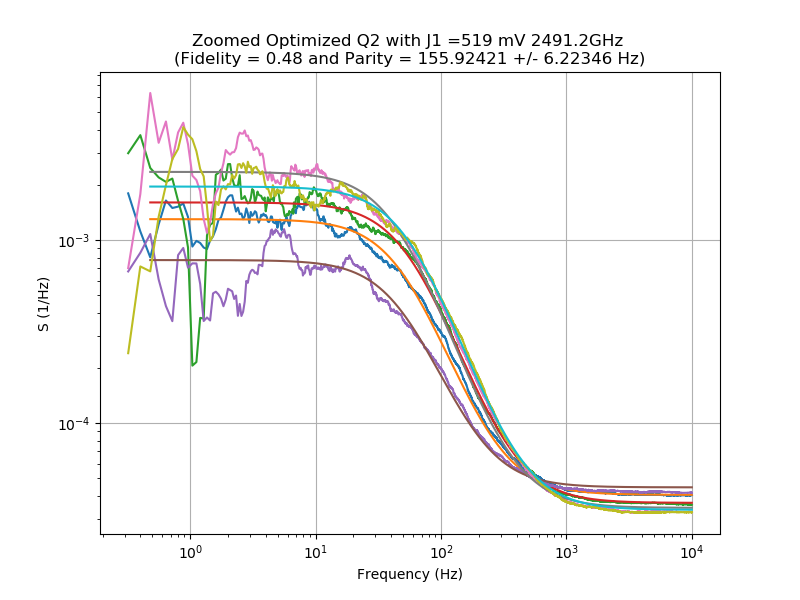 Zoomed Optimized Q2 with J1 =519 mV 2491.2GHz
(Fidelity = 0.48 and Parity = 155.92421 +/- 6.22346 Hz)
S (1/Hz)
10⁻³
10⁻⁴
10⁰ 10¹ 10² 10³ 10⁴
Frequency (Hz)